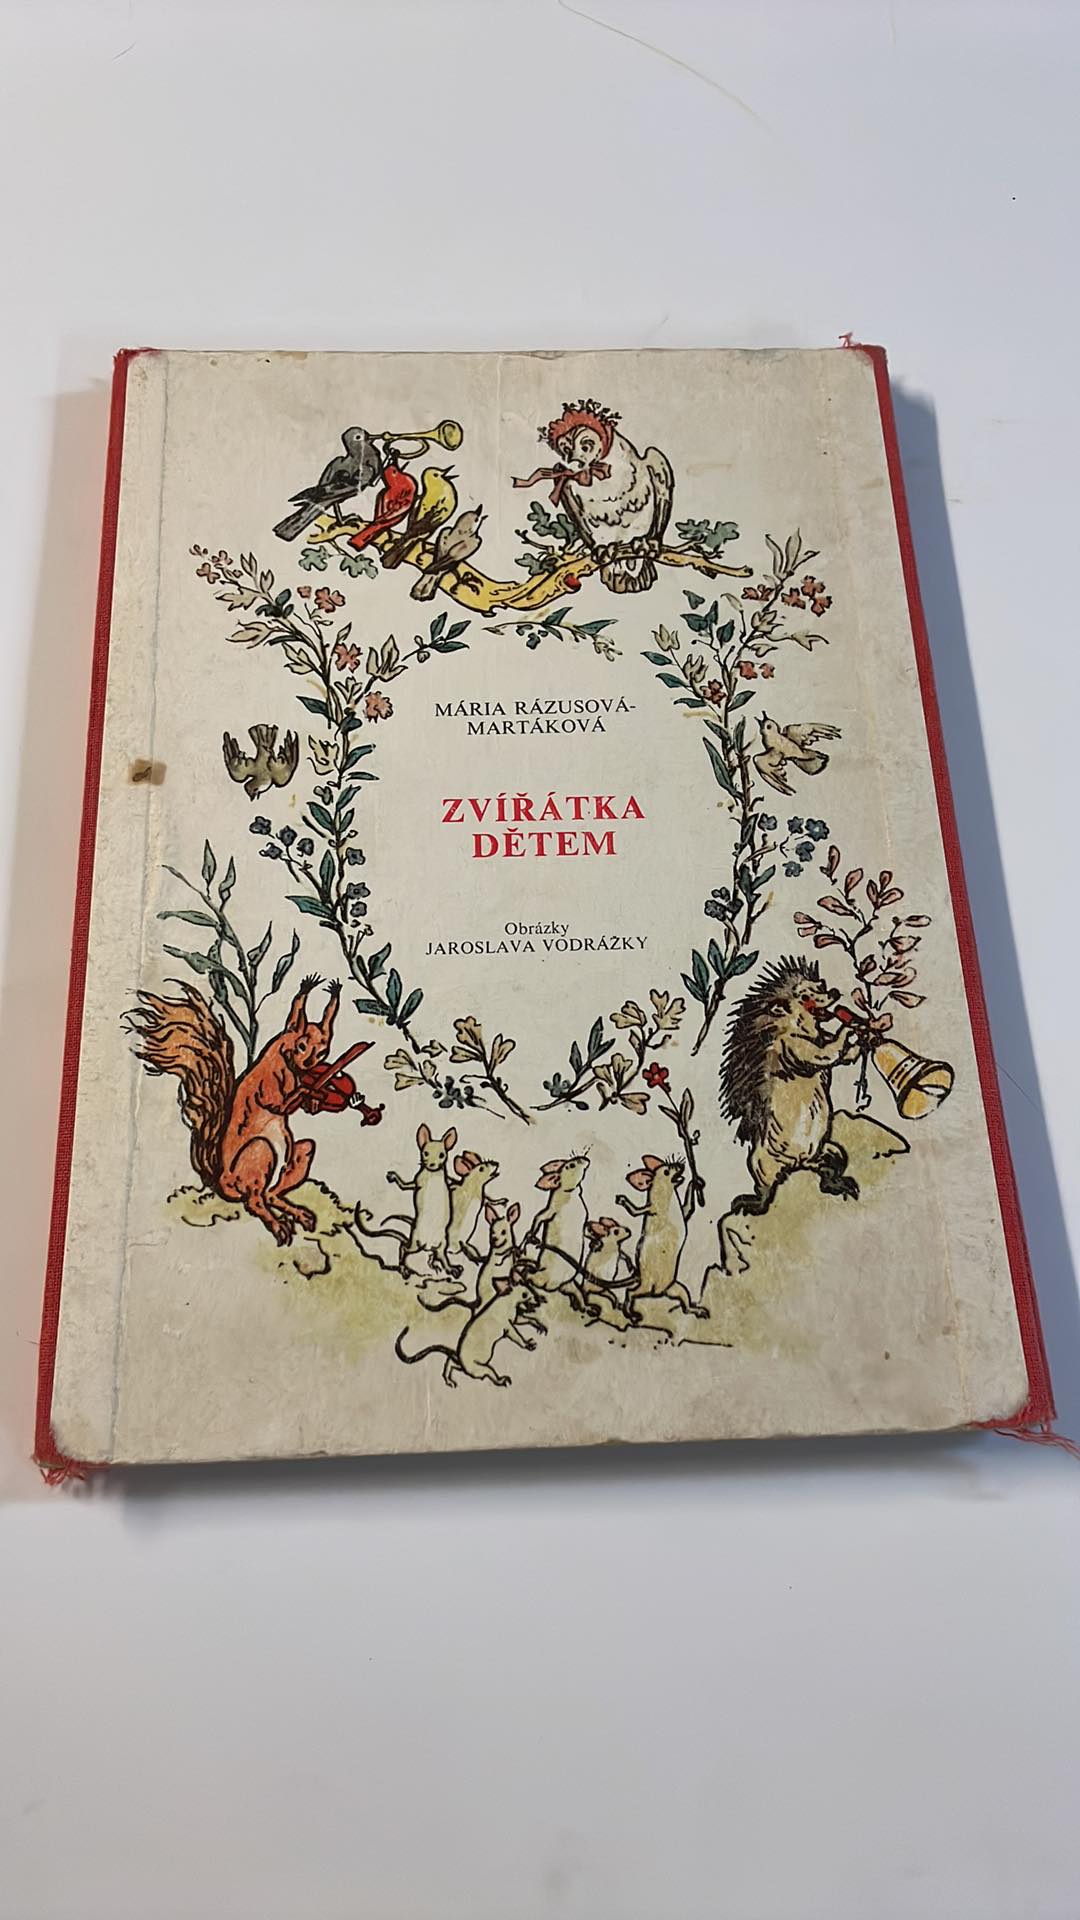 MÁRIA RÁZUSOVÁ-
MARTÁKOVÁ
ZVÍŘÁTKA
DĚTEM
Obrázky
JAROSLAVA VODRÁŽKY